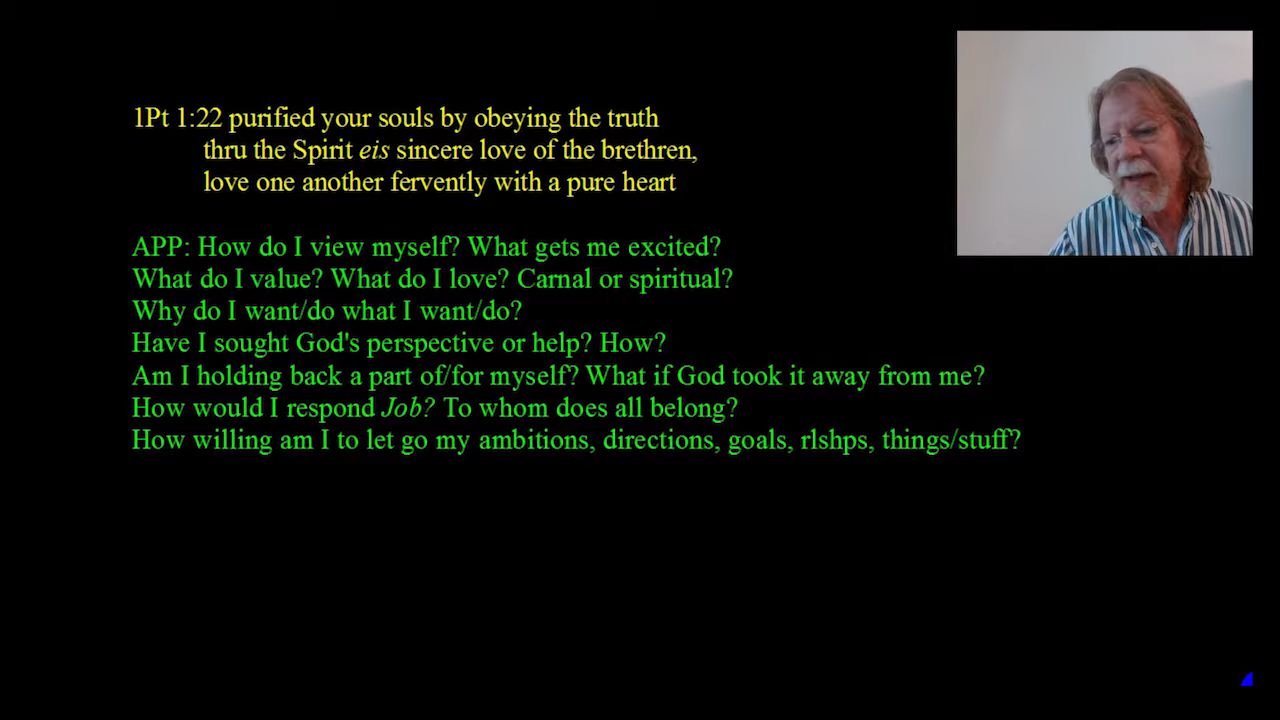 1Pt 1:22 purified your souls by obeying the truth
thru the Spirit eis sincere love of the brethren,
love one another fervently with a pure heart
APP: How do I view myself? What gets me excited?
What do I value? What do I love? Carnal or spiritual?
Why do I want/do what I want/do?
Have I sought God's perspective or help? How?
Am I holding back a part of/for myself? What if God took it away from me?
How would I respond Job? To whom does all belong?
How willing am I to let go my ambitions, directions, goals, rlshps, things/stuff?